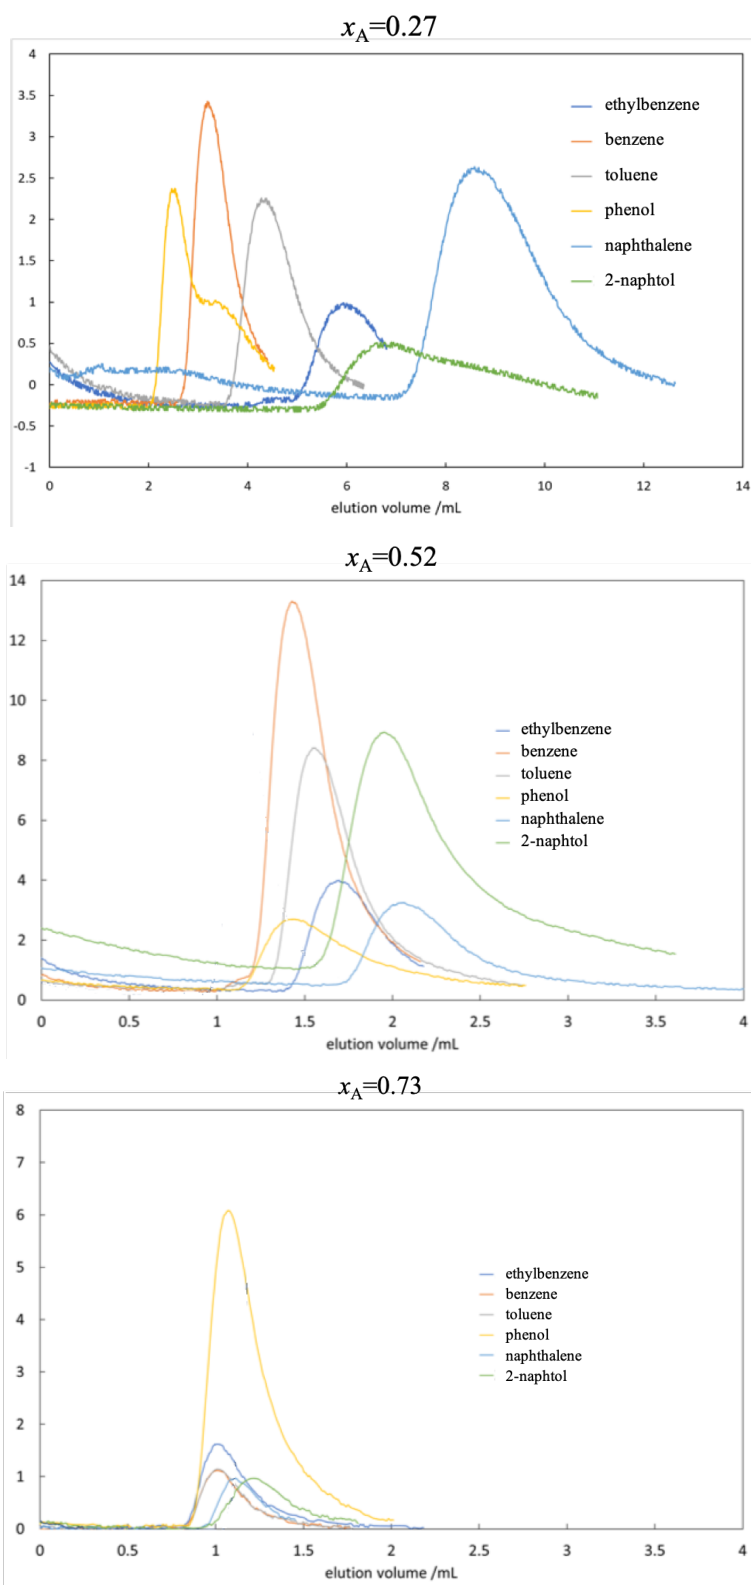 xA=0.27
4
3.5
3
2.5
2
1.5
1
0.5
0
-0.5
-1
ethylbenzene
benzene
toluene
phenol
naphthalene
2-naphtol
0 2 4 6 8 10 12 14
elution volume /mL
xA=0.52
14
12
10
8
6
4
2
0
ethylbenzene
benzene
toluene
phenol
naphthalene
2-naphtol
0 0.5 1 1.5 2 2.5 3 3.5 4
elution volume /mL
xA=0.73
8
7
6
5
4
3
2
1
0
ethylbenzene
benzene
toluene
phenol
naphthalene
2-naphtol
0 0.5 1 1.5 2 2.5 3 3.5 4
elution volume /mL